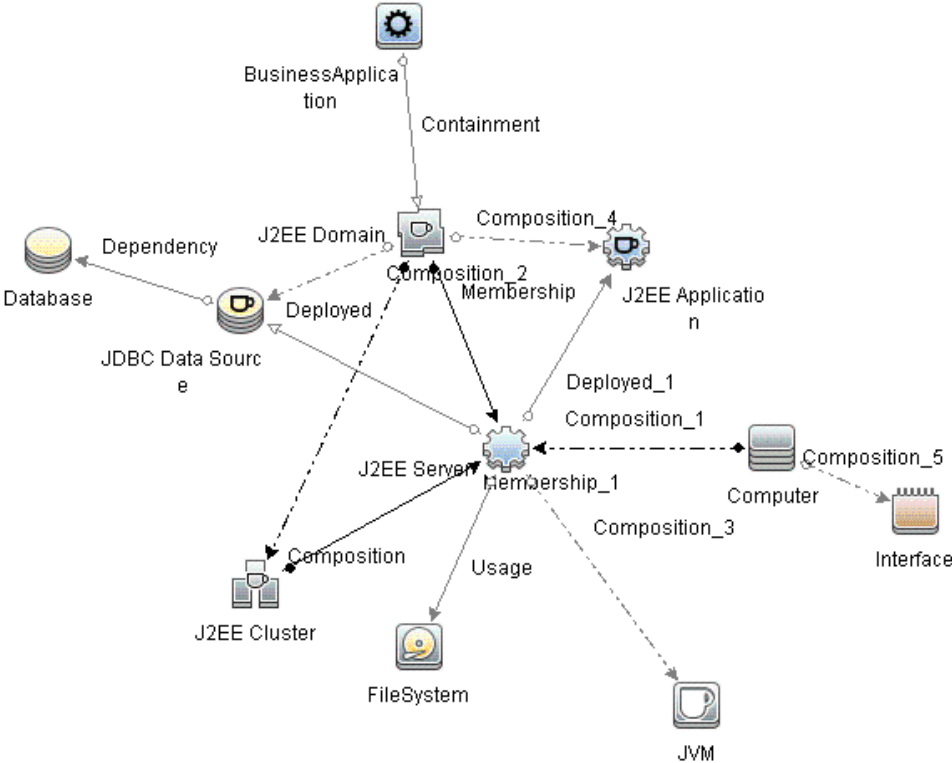 BusinessApplica
tion
Containment
Composition_4
J2EE Domain
Dependency
Composition_2
Membership
J2EE Applicatio
n
Database
Deployed
JDBC Data Sourc
e
Deployed_1
Composition_1
Composition_5
J2EE Server
Membership_1
Computer
Composition_3
Interface
Composition
Usage
J2EE Cluster
FileSystem
JVM